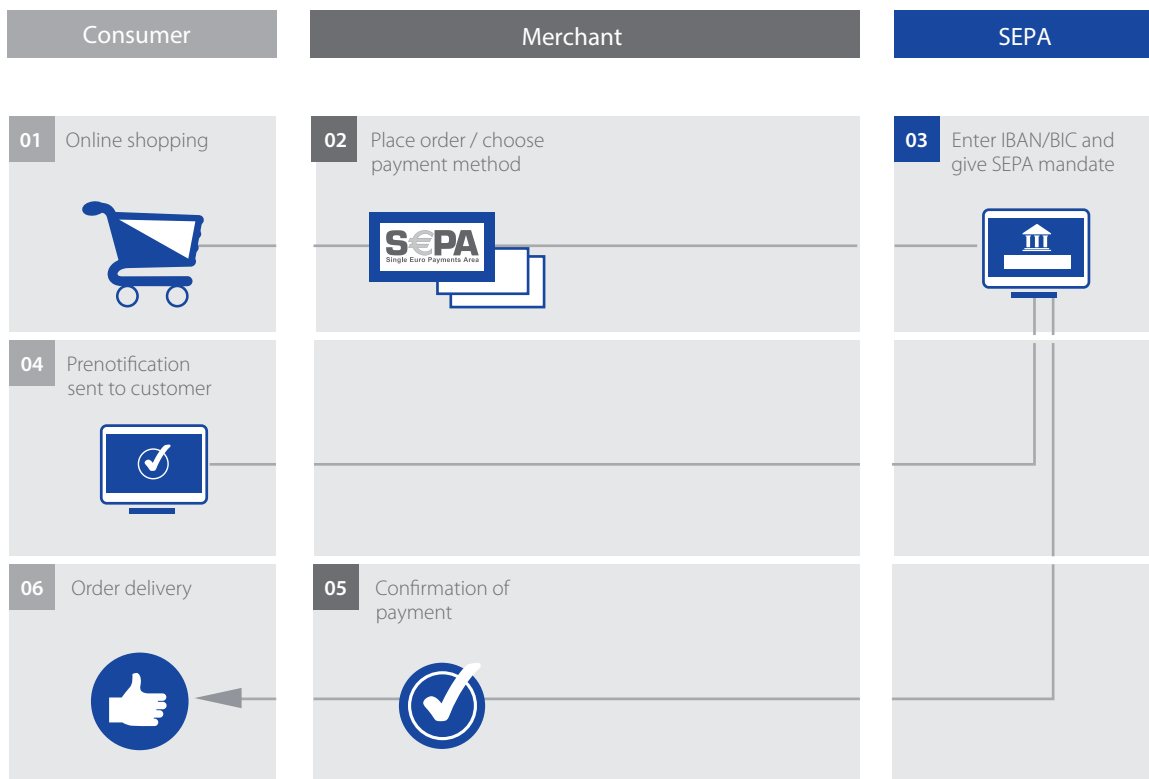 Consumer
Merchant
SEPA
01 Online shopping
02 Place order / choose
payment method
S€PA
Single Euro Payments Area
03 Enter IBAN/BIC and
give SEPA mandate
04 Prenotification
sent to customer
06 Order delivery
05 Confirmation of
payment